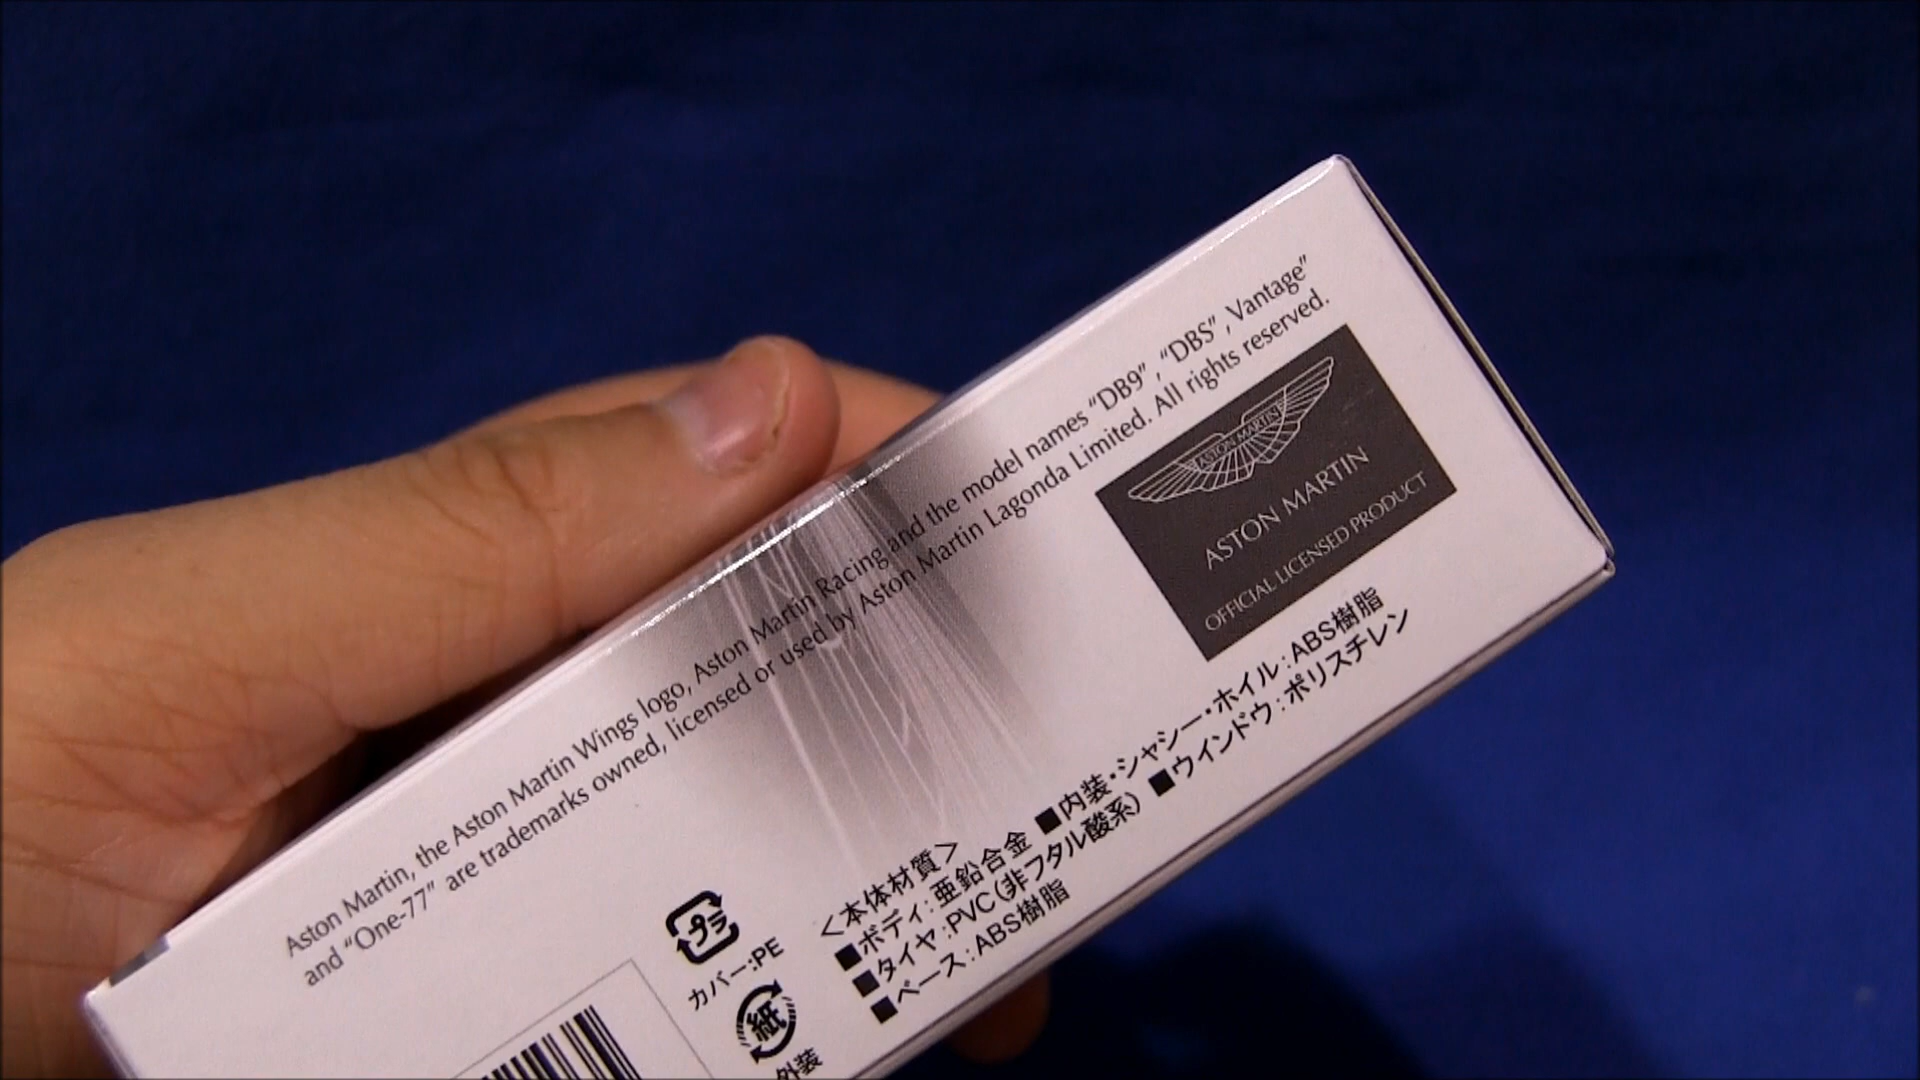 Aston Martin, the Aston Martin Wings logo, Aston Martin Racing and the model names “DB9”, “DBS”, Vantage”
and “One-77” are trademarks owned, licensed or used by Aston Martin Lagonda Limited. All rights reserved.
ASTON MARTIN
ASTON MARTIN
OFFICIAL LICENSED PRODUCT
<本体材質>
■ボディ:亜鉛合金 ■内装・シャシー・ホイル:ABS樹脂
■タイヤ:PVC(非フタル酸系) ■ウインドウ:ポリスチレン
■ベース:ABS樹脂
プラ
カバー:PE
紙
外装